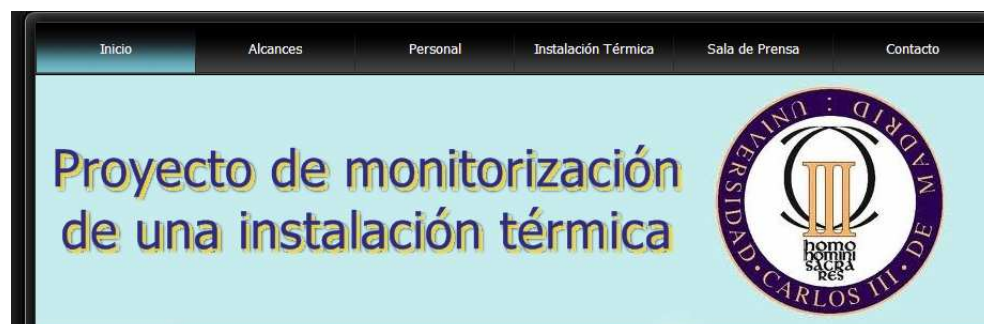 Inicio Alcances Personal Instalación Térmica Sala de Prensa Contacto
Proyecto de monitorización
de una instalación térmica
UNIVERSIDAD · CARLOS III · DE MADRID :
homo
homini
SACRA
RES